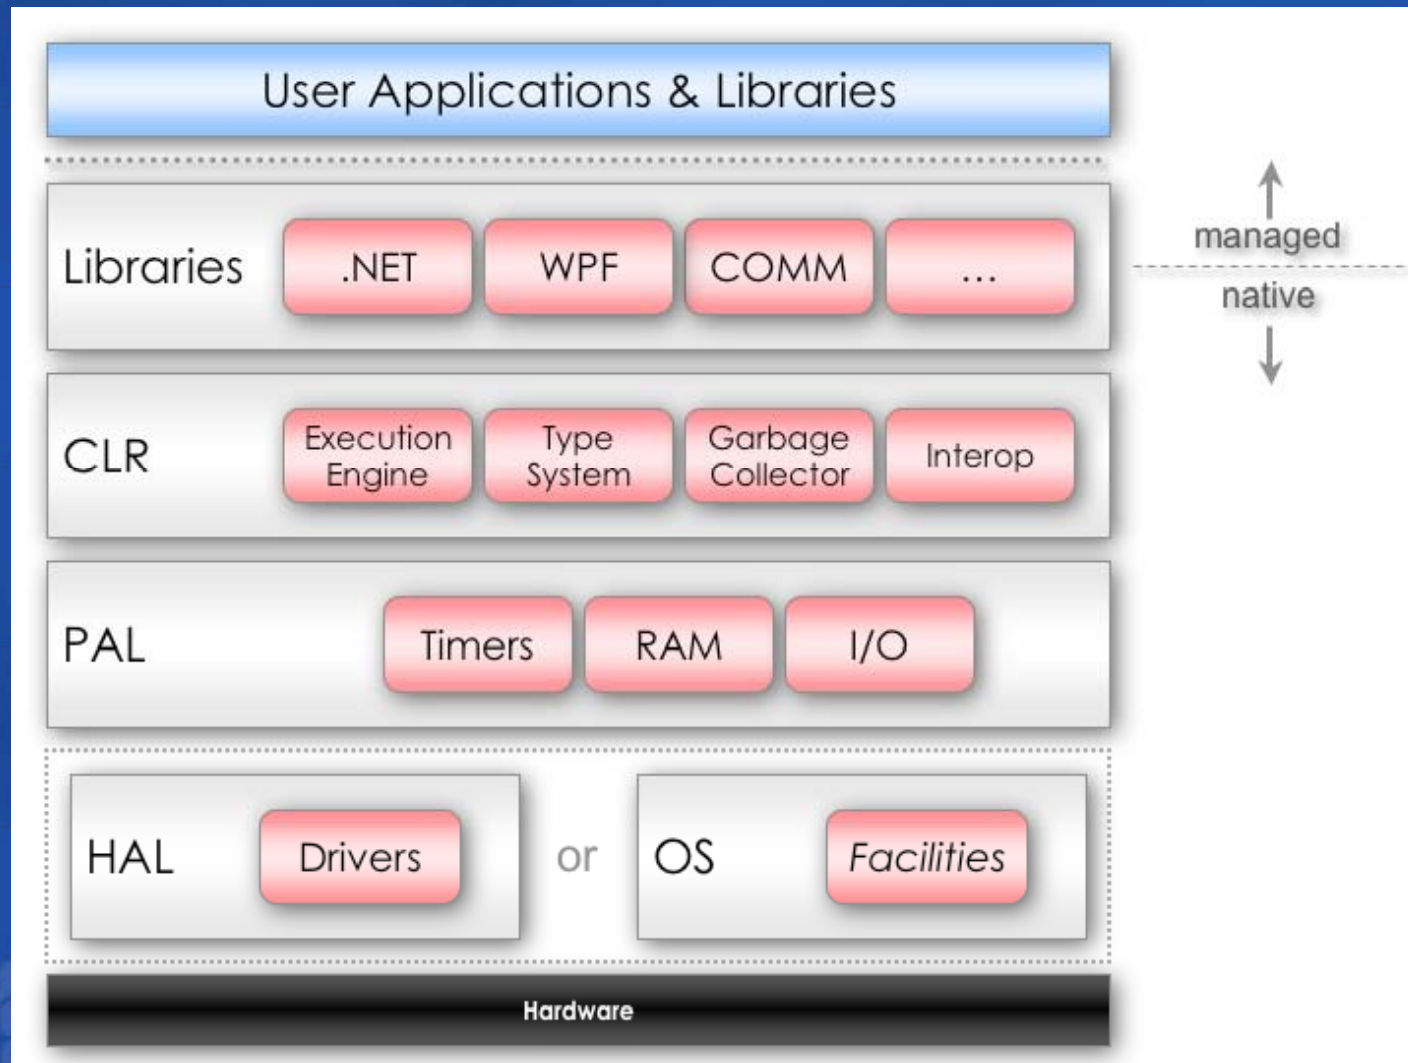 User Applications & Libraries
managed
native
Libraries .NET WPF COMM ...
CLR Execution Engine Type System Garbage Collector Interop
PAL Timers RAM I/O
HAL Drivers or OS Facilities
Hardware